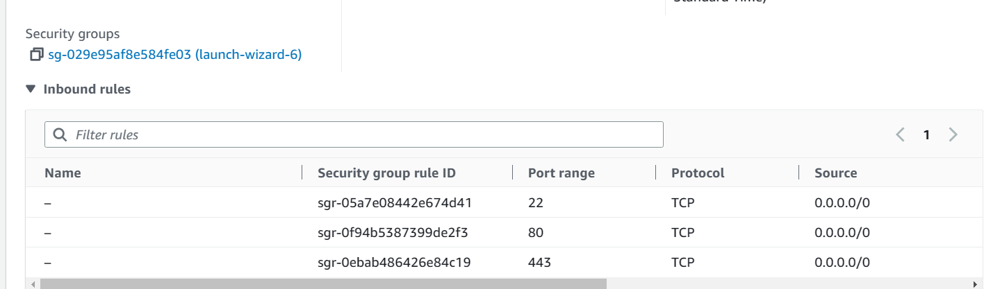 Standard Time)
Security groups
sg-029e95af8e584fe03 (launch-wizard-6)
Inbound rules
Filter rules
1
Name Security group rule ID Port range Protocol Source
– sgr-05a7e08442e674d41 22 TCP 0.0.0.0/0
– sgr-0f94b5387399de2f3 80 TCP 0.0.0.0/0
– sgr-0ebab486426e84c19 443 TCP 0.0.0.0/0